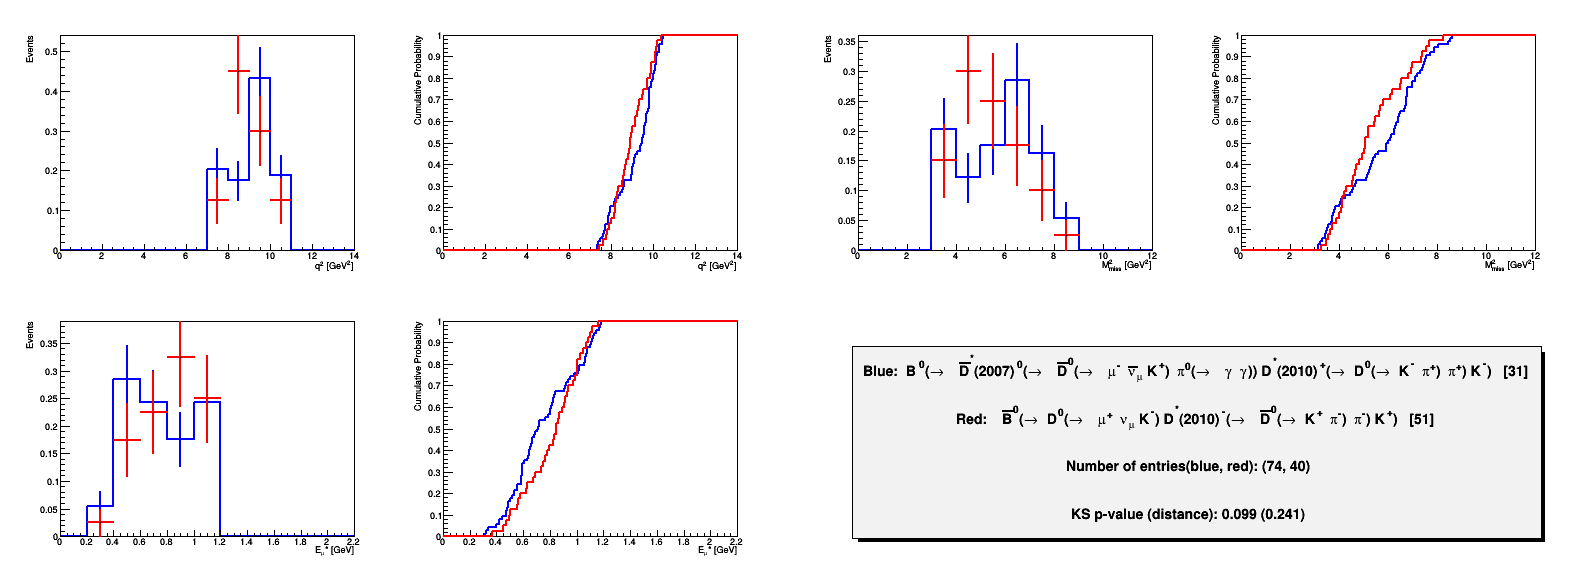 Events
0.5
0.4
0.3
0.2
0.1
0
0 2 4 6 8 10 12 14
q² [GeV²]
Cumulative Probability
1
0.9
0.8
0.7
0.6
0.5
0.4
0.3
0.2
0.1
0
0 2 4 6 8 10 12 14
q² [GeV²]
Events
0.35
0.3
0.25
0.2
0.15
0.1
0.05
0
0 2 4 6 8 10 12
M²miss [GeV²]
Cumulative Probability
1
0.9
0.8
0.7
0.6
0.5
0.4
0.3
0.2
0.1
0
0 2 4 6 8 10 12
M²miss [GeV²]
Events
0.35
0.3
0.25
0.2
0.15
0.1
0.05
0
0 0.2 0.4 0.6 0.8 1 1.2 1.4 1.6 1.8 2 2.2
Eμ* [GeV]
Cumulative Probability
1
0.9
0.8
0.7
0.6
0.5
0.4
0.3
0.2
0.1
0
0 0.2 0.4 0.6 0.8 1 1.2 1.4 1.6 1.8 2 2.2
Eμ* [GeV]
Blue: B⁰(→ D̅*(2007)⁰(→ D̅⁰(→ μ⁻ ν̅μ K⁺) π⁰(→ γ γ)) D*(2010)⁺(→ D⁰(→ K⁻ π⁺) π⁺) K⁻) [31]
Red: B̅⁰(→ D⁰(→ μ⁺ νμ K⁻) D*(2010)⁻(→ D̅⁰(→ K⁺ π⁻) π⁻) K⁺) [51]
Number of entries(blue, red): (74, 40)
KS p-value (distance): 0.099 (0.241)